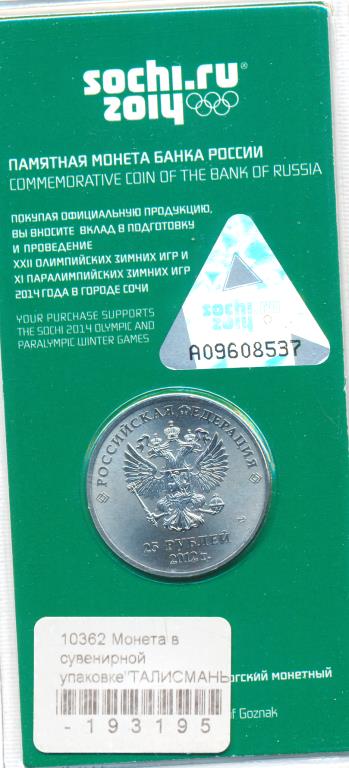 sochi.ru
2014
ПАМЯТНАЯ МОНЕТА БАНКА РОССИИ
COMMEMORATIVE COIN OF THE BANK OF RUSSIA
ПОКУПАЯ ОФИЦИАЛЬНУЮ ПРОДУКЦИЮ,
ВЫ ВНОСИТЕ ВКЛАД В ПОДГОТОВКУ
И ПРОВЕДЕНИЕ
XXII ОЛИМПИЙСКИХ ЗИМНИХ ИГР И
XI ПАРАЛИМПИЙСКИХ ЗИМНИХ ИГР
2014 ГОДА В ГОРОДЕ СОЧИ
YOUR PURCHASE SUPPORTS
THE SOCHI 2014 OLYMPIC AND
PARALYMPIC WINTER GAMES
sochi
2014
A09608537
РОССИЙСКАЯ ФЕДЕРАЦИЯ
25 РУБЛЕЙ
2012 г.
10362 Монета в
сувенирной
упаковке"ТАЛИСМАНЫ
монетный
- 193195
of Goznak